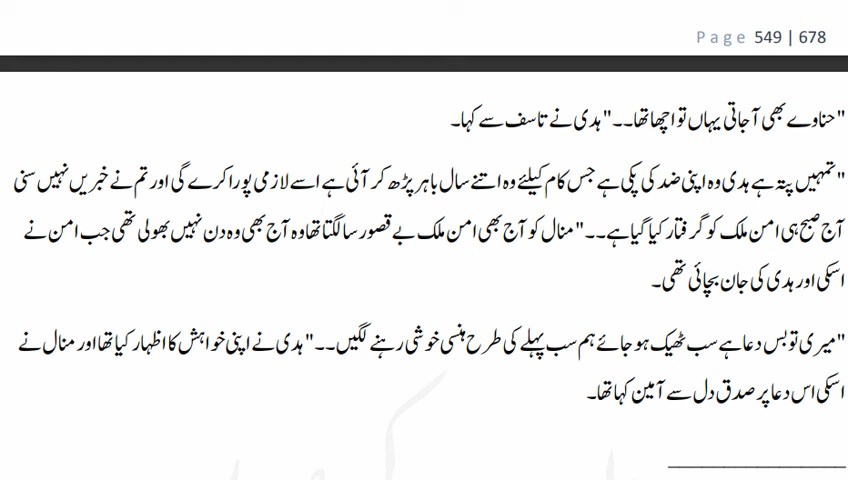 Page 549 | 678
"حناوے بھی آجاتی یہاں تو اچھا تھا۔۔" ہدی نے تاسف سے کہا۔
"تمہیں پتہ ہے ہدی وہ اپنی ضد کی پکی ہے جس کام کیلئے وہ اتنے سال باہر پڑھ کر آئی ہے اسے لازمی پورا کرے گی اور تم نے خبریں نہیں سنی
آج صبح ہی امن ملک کو گرفتار کیا گیا ہے۔۔" منال کو آج بھی امن ملک بے قصور سا لگتا تھا وہ آج بھی وہ دن نہیں بھولی تھی جب امن نے
اسکی اور ہدی کی جان بچائی تھی۔
"میری تو بس دعا ہے سب ٹھیک ہو جائے ہم سب پہلے کی طرح ہنسی خوشی رہنے لگیں۔۔" ہدی نے اپنی خواہش کا اظہار کیا تھا اور منال نے
اسکی اس دعا پر صدق دل سے آمین کہا تھا۔